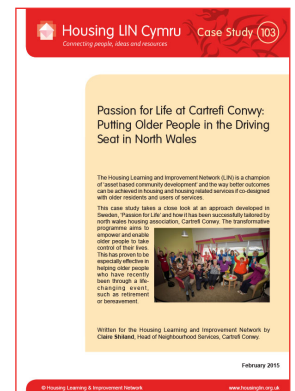 Housing LIN Cymru
Connecting people, ideas and resources
Case Study 103
Passion for Life at Cartrefi Conwy:
Putting Older People in the Driving
Seat in North Wales
The Housing Learning and Improvement Network (LIN) is a champion
of 'asset based community development' and the way better outcomes
can be achieved in housing and housing related services if co-designed
with older residents and users of services.
This case study takes a close look at an approach developed in
Sweden, 'Passion for Life' and how it has been successfully tailored by
north wales housing association, Cartrefi Conwy. The transformative
programme aims to
empower and enable
older people to take
control of their lives.
This has proven to be
especially effective in
helping older people
who have recently
been through a life-
changing event,
such as retirement
or bereavement.
Written for the Housing Learning and Improvement Network by
Claire Shiland, Head of Neighbourhood Services, Cartrefi Conwy.
February 2015
© Housing Learning & Improvement Network
www.housinglin.org.uk